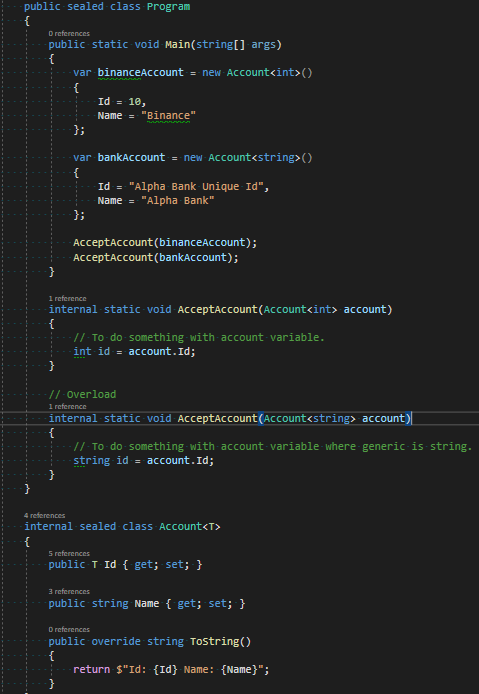 public sealed class Program
{
0 references
public static void Main(string[] args)
{
var binanceAccount = new Account<int>()
{
Id = 10,
Name = "Binance"
};
var bankAccount = new Account<string>()
{
Id = "Alpha Bank Unique Id",
Name = "Alpha Bank"
};
AcceptAccount(binanceAccount);
AcceptAccount(bankAccount);
}
1 reference
internal static void AcceptAccount(Account<int> account)
{
// To do something with account variable.
int id = account.Id;
}
// Overload
1 reference
internal static void AcceptAccount(Account<string> account)
{
// To do something with account variable where generic is string.
string id = account.Id;
}
}
4 references
internal sealed class Account<T>
{
5 references
public T Id { get; set; }
3 references
public string Name { get; set; }
0 references
public override string ToString()
{
return $"Id: {Id} Name: {Name}";
}